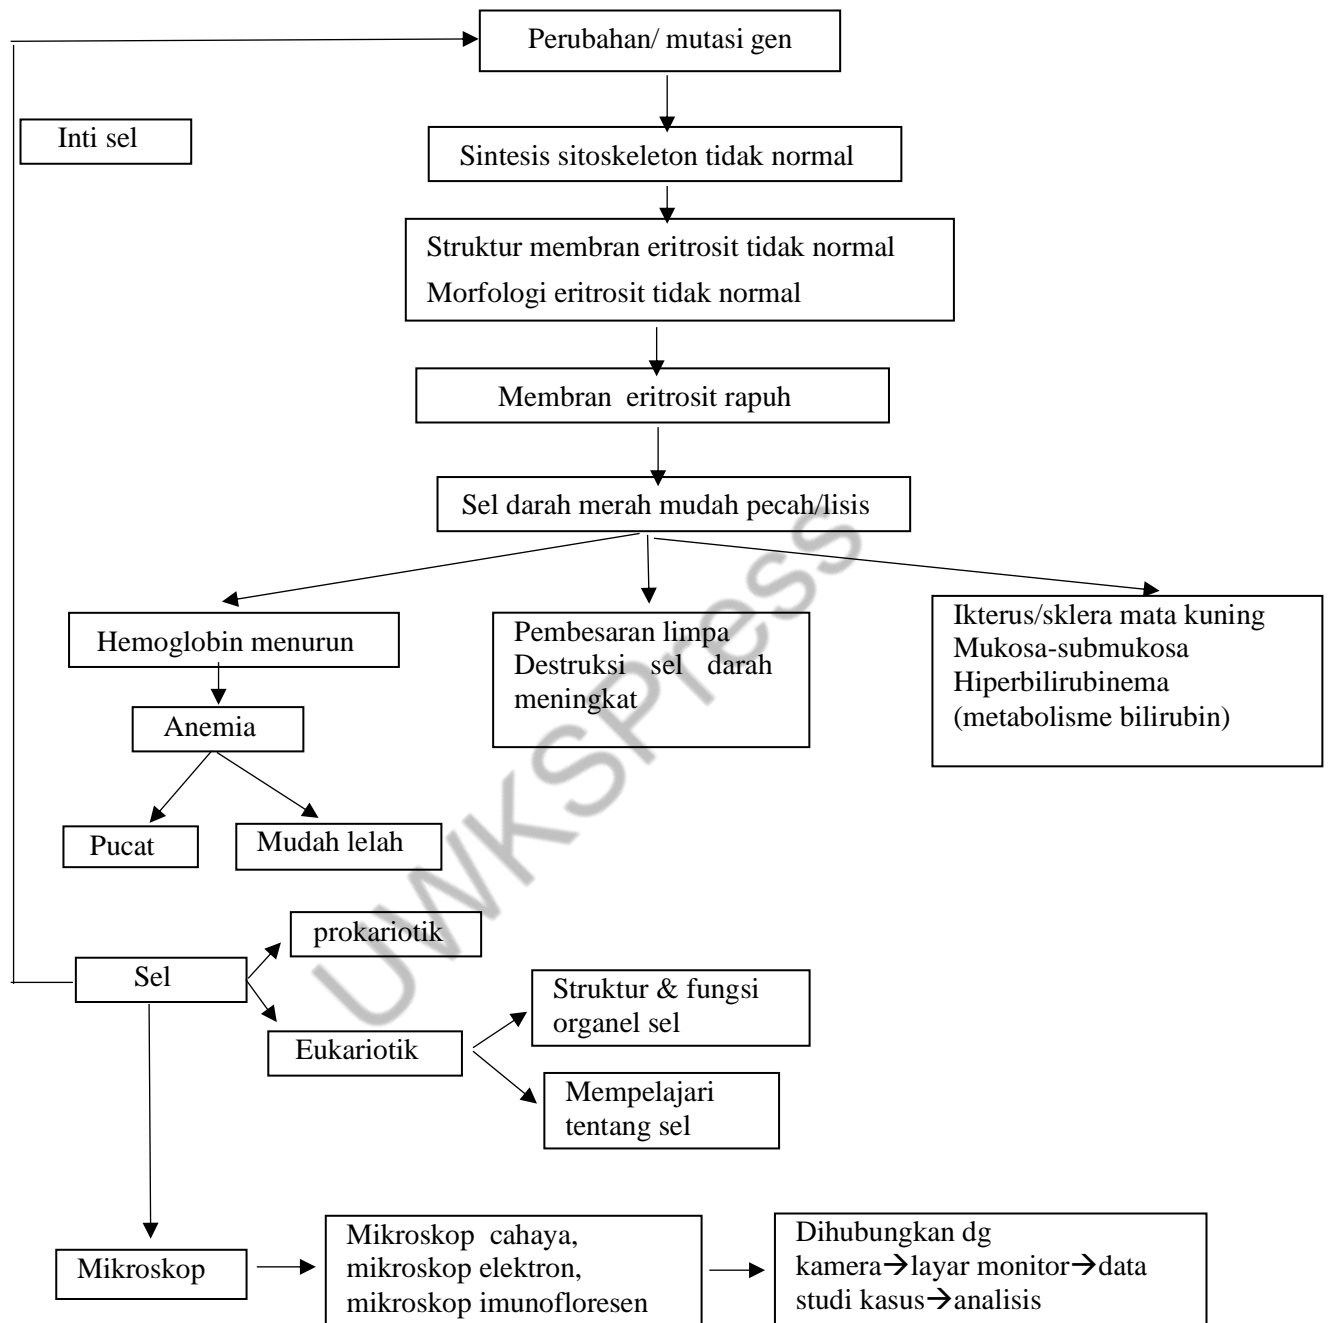 Perubahan/ mutasi gen
Inti sel
Sintesis sitoskeleton tidak normal
Struktur membran eritrosit tidak normal
Morfologi eritrosit tidak normal
Membran eritrosit rapuh
Sel darah merah mudah pecah/lisis
Hemoglobin menurun
Pembesaran limpa
Destruksi sel darah
meningkat
Ikterus/sklera mata kuning
Mukosa-submukosa
Hiperbilirubinema
(metabolisme bilirubin)
Anemia
Pucat
Mudah lelah
prokariotik
Sel
Eukariotik
Struktur & fungsi
organel sel
Mempelajari
tentang sel
Mikroskop
Mikroskop cahaya,
mikroskop elektron,
mikroskop imunofloresen
Dihubungkan dg
kamera→layar monitor→data
studi kasus→analisis
UWKSPress